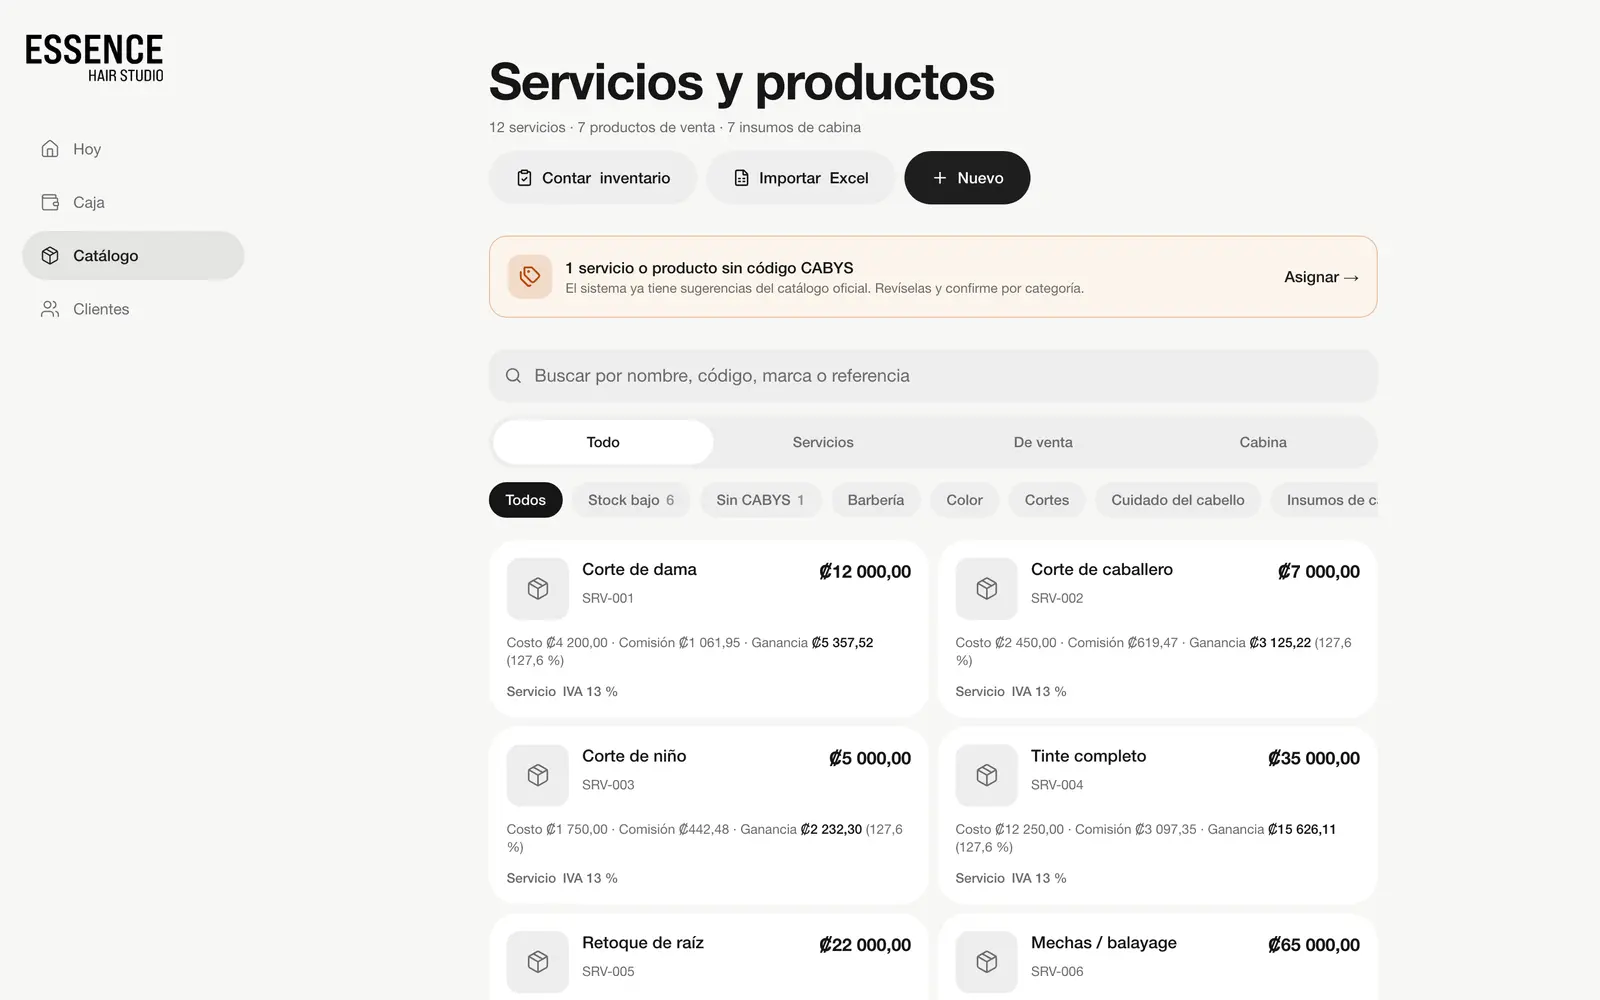 ESSENCE
HAIR STUDIO
Hoy
Caja
Catálogo
Clientes
Servicios y productos
12 servicios · 7 productos de venta · 7 insumos de cabina
Contar inventario
Importar Excel
Nuevo
1 servicio o producto sin código CABYS
El sistema ya tiene sugerencias del catálogo oficial. Revíselas y confirme por categoría.
Asignar →
Buscar por nombre, código, marca o referencia
Todo
Servicios
De venta
Cabina
Todos
Stock bajo 6
Sin CABYS 1
Barbería
Color
Cortes
Cuidado del cabello
Insumos de c
Corte de dama
₡12 000,00
SRV-001
Costo ₡4 200,00 · Comisión ₡1 061,95 · Ganancia ₡5 357,52
(127,6 %)
Servicio IVA 13 %
Corte de caballero
₡7 000,00
SRV-002
Costo ₡2 450,00 · Comisión ₡619,47 · Ganancia ₡3 125,22 (127,6
%)
Servicio IVA 13 %
Corte de niño
₡5 000,00
SRV-003
Costo ₡1 750,00 · Comisión ₡442,48 · Ganancia ₡2 232,30 (127,6
%)
Servicio IVA 13 %
Tinte completo
₡35 000,00
SRV-004
Costo ₡12 250,00 · Comisión ₡3 097,35 · Ganancia ₡15 626,11
(127,6 %)
Servicio IVA 13 %
Retoque de raíz
₡22 000,00
SRV-005
Mechas / balayage
₡65 000,00
SRV-006